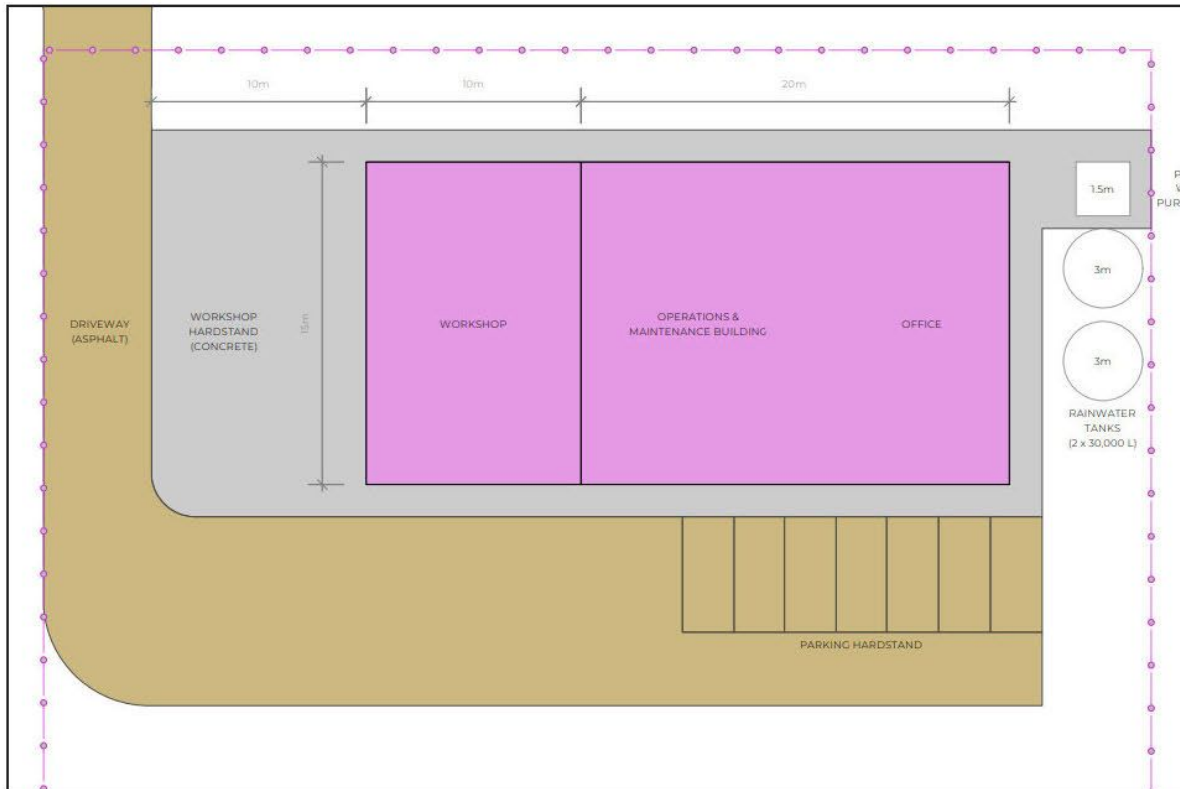 10m
10m
20m
1.5m
P
W
PUR
3m
15m
DRIVEWAY
(ASPHALT)
WORKSHOP
HARDSTAND
(CONCRETE)
WORKSHOP
OPERATIONS &
MAINTENANCE BUILDING
OFFICE
3m
RAINWATER
TANKS
(2 x 30,000 L)
PARKING HARDSTAND